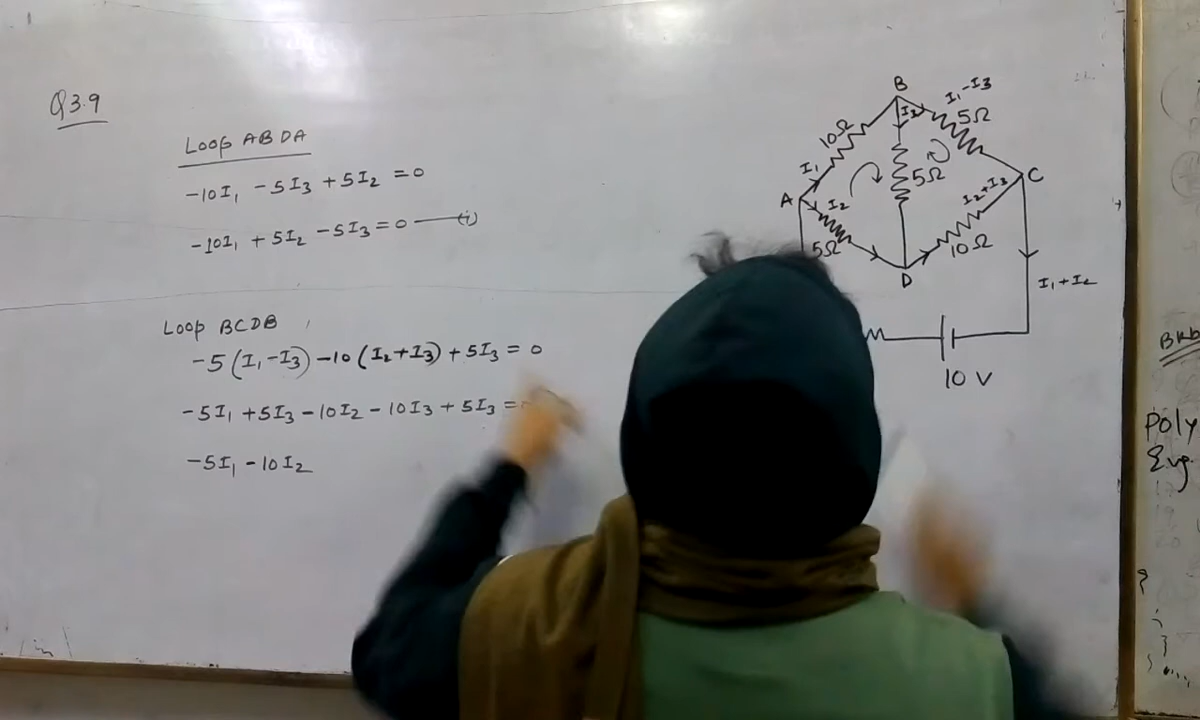 Q3.9
Loop ABDA
-10I₁ -5I₃ +5I₂ =0
-10I₁ +5I₂ -5I₃ =0 —(i)
Loop BCDB
-5(I₁-I₃) -10(I₂+I₃) +5I₃ = 0
-5I₁ +5I₃ -10I₂ -10I₃ +5I₃ =
-5I₁ -10I₂
B
I₁-I₃
10Ω
I₃
5Ω
I₁
5Ω
C
A
I₂
I₂+I₃
5Ω
10Ω
D
I₁+I₂
10 V
Poly